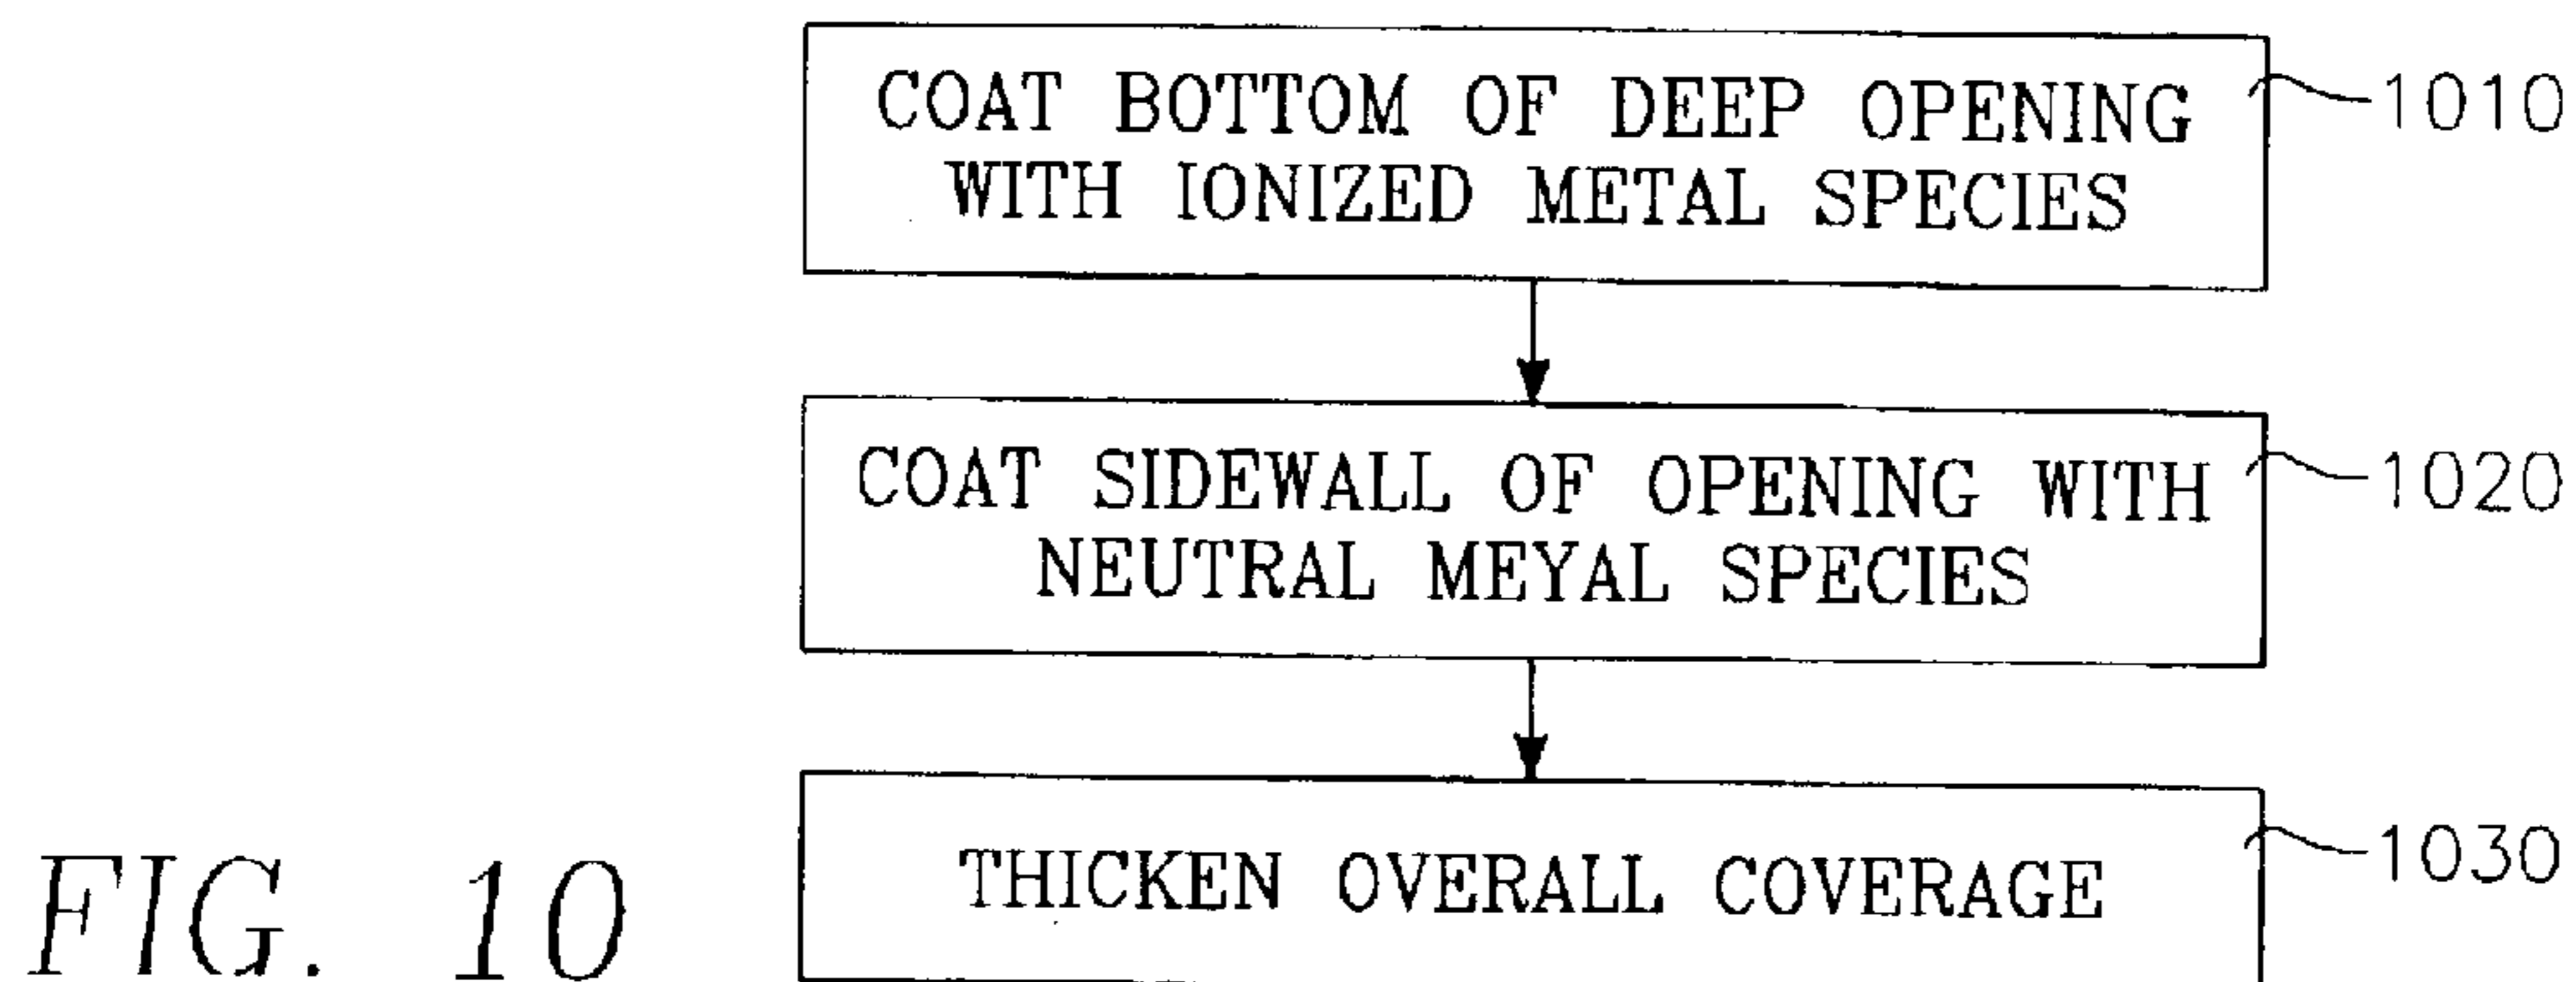 COAT BOTTOM OF DEEP OPENING
WITH IONIZED METAL SPECIES
1010
COAT SIDEWALL OF OPENING WITH
NEUTRAL MEYAL SPECIES
1020
THICKEN OVERALL COVERAGE
1030
FIG. 10